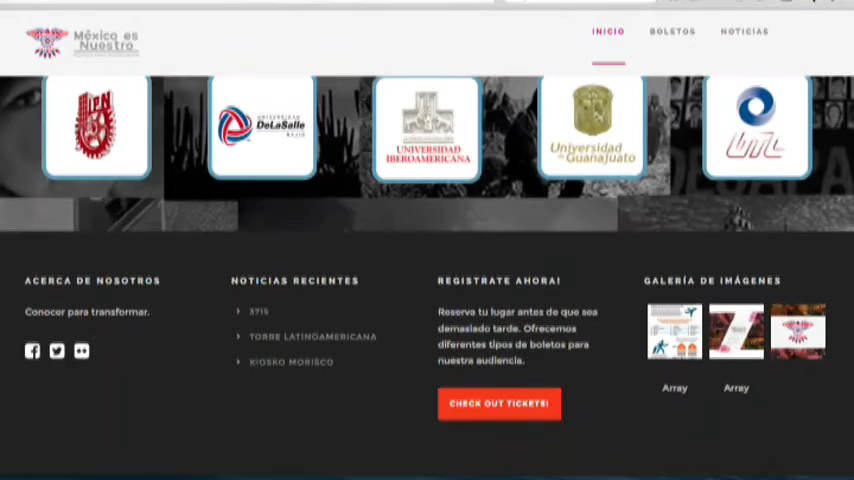 México es
Nuestro
INICIO
BOLETOS
NOTICIAS
IPN
UNIVERSIDAD
DeLaSalle
BAJÍO
UNIVERSIDAD
IBEROAMERICANA
Universidad
de Guanajuato
ACERCA DE NOSOTROS
Conocer para transformar.
NOTICIAS RECIENTES
3715
TORRE LATINOAMERICANA
KIOSKO MORISCO
REGISTRATE AHORA!
Reserva tu lugar antes de que sea
demasiado tarde. Ofrecemos
diferentes tipos de boletos para
nuestra audiencia.
CHECK OUT TICKETS!
GALERÍA DE IMÁGENES
Array
Array